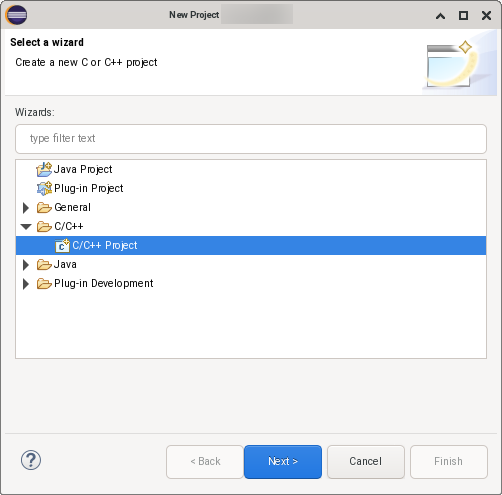 New Project
Select a wizard
Create a new C or C++ project
Wizards:
type filter text
Java Project
Plug-in Project
General
C/C++
C/C++ Project
Java
Plug-in Development
< Back
Next >
Cancel
Finish